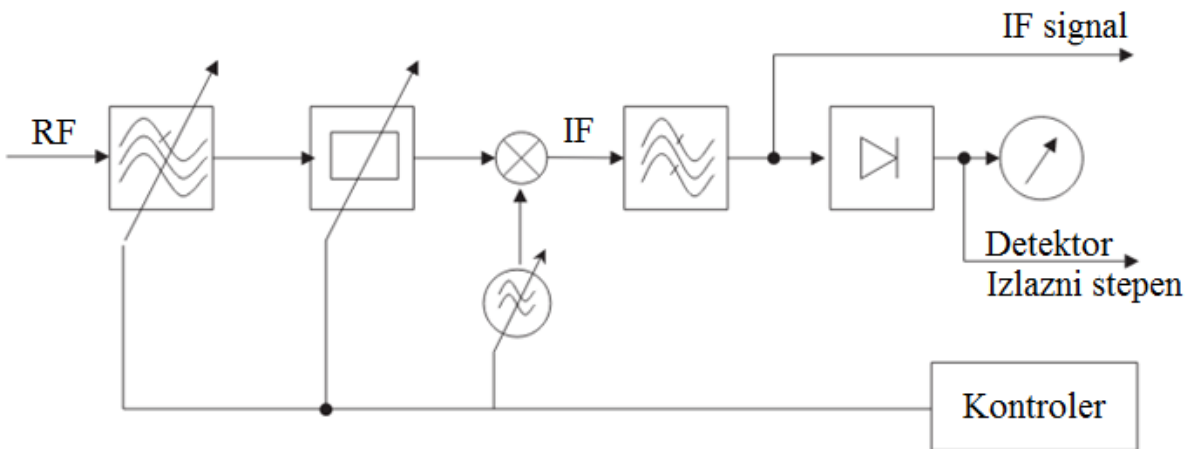 IF signal
RF
IF
Detektor
Izlazni stepen
Kontroler